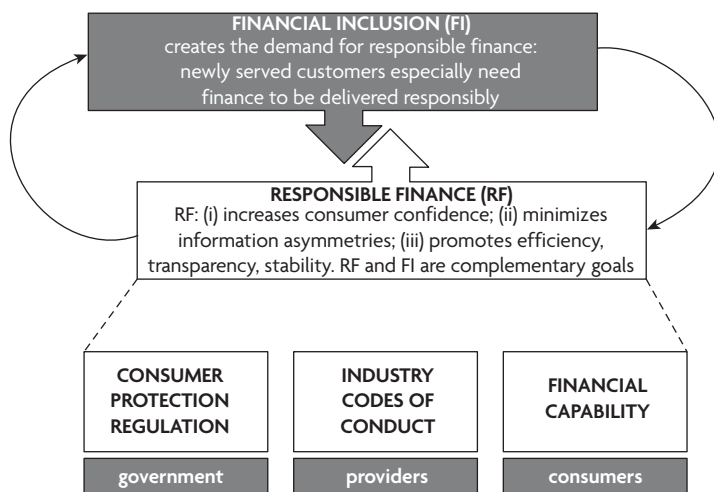 FINANCIAL INCLUSION (FI)
creates the demand for responsible finance:
newly served customers especially need
finance to be delivered responsibly
RESPONSIBLE FINANCE (RF)
RF: (i) increases consumer confidence; (ii) minimizes
information asymmetries; (iii) promotes efficiency,
transparency, stability. RF and FI are complementary goals
CONSUMER
PROTECTION
REGULATION
government
INDUSTRY
CODES OF
CONDUCT
providers
FINANCIAL
CAPABILITY
consumers